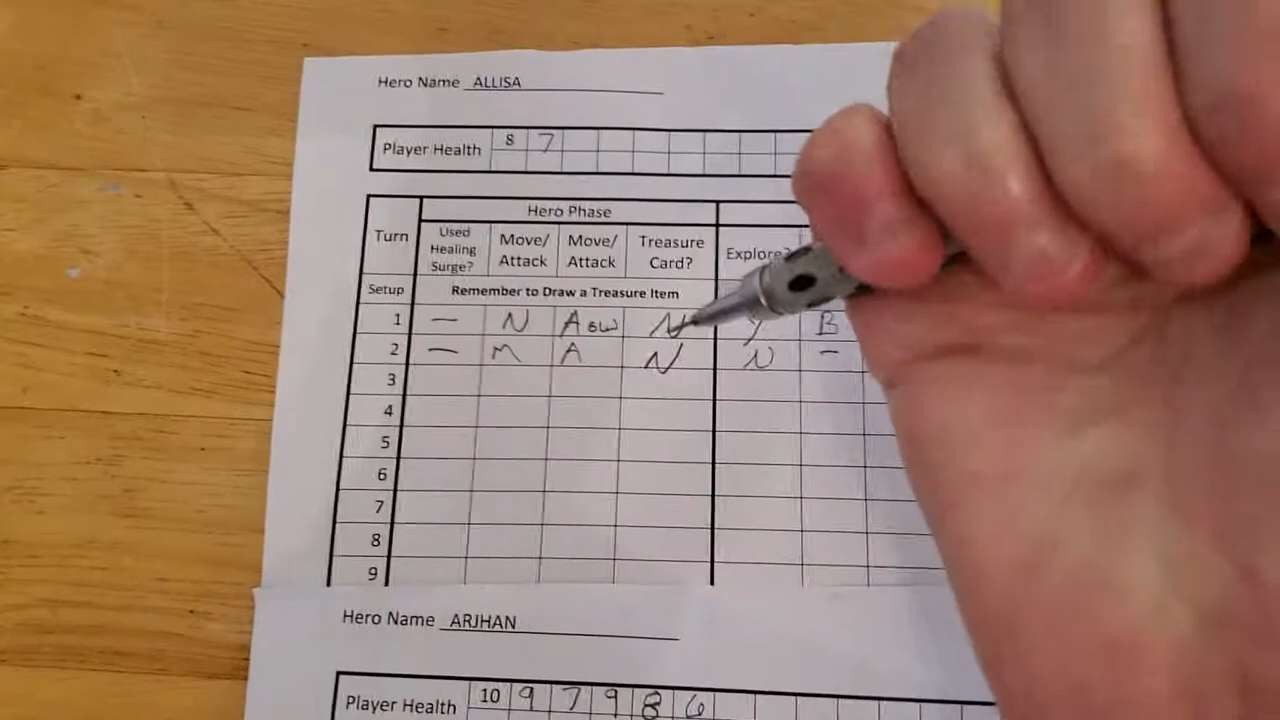 Hero Name ALLISA
Player Health 8 7
Hero Phase
Turn Used Healing Surge? Move/ Attack Move/ Attack Treasure Card? Explore?
Setup Remember to Draw a Treasure Item
1 — N A N Y B
2 — M A N N –
3
4
5
6
7
8
9
Hero Name ARJHAN
Player Health 10 9 7 9 8 6